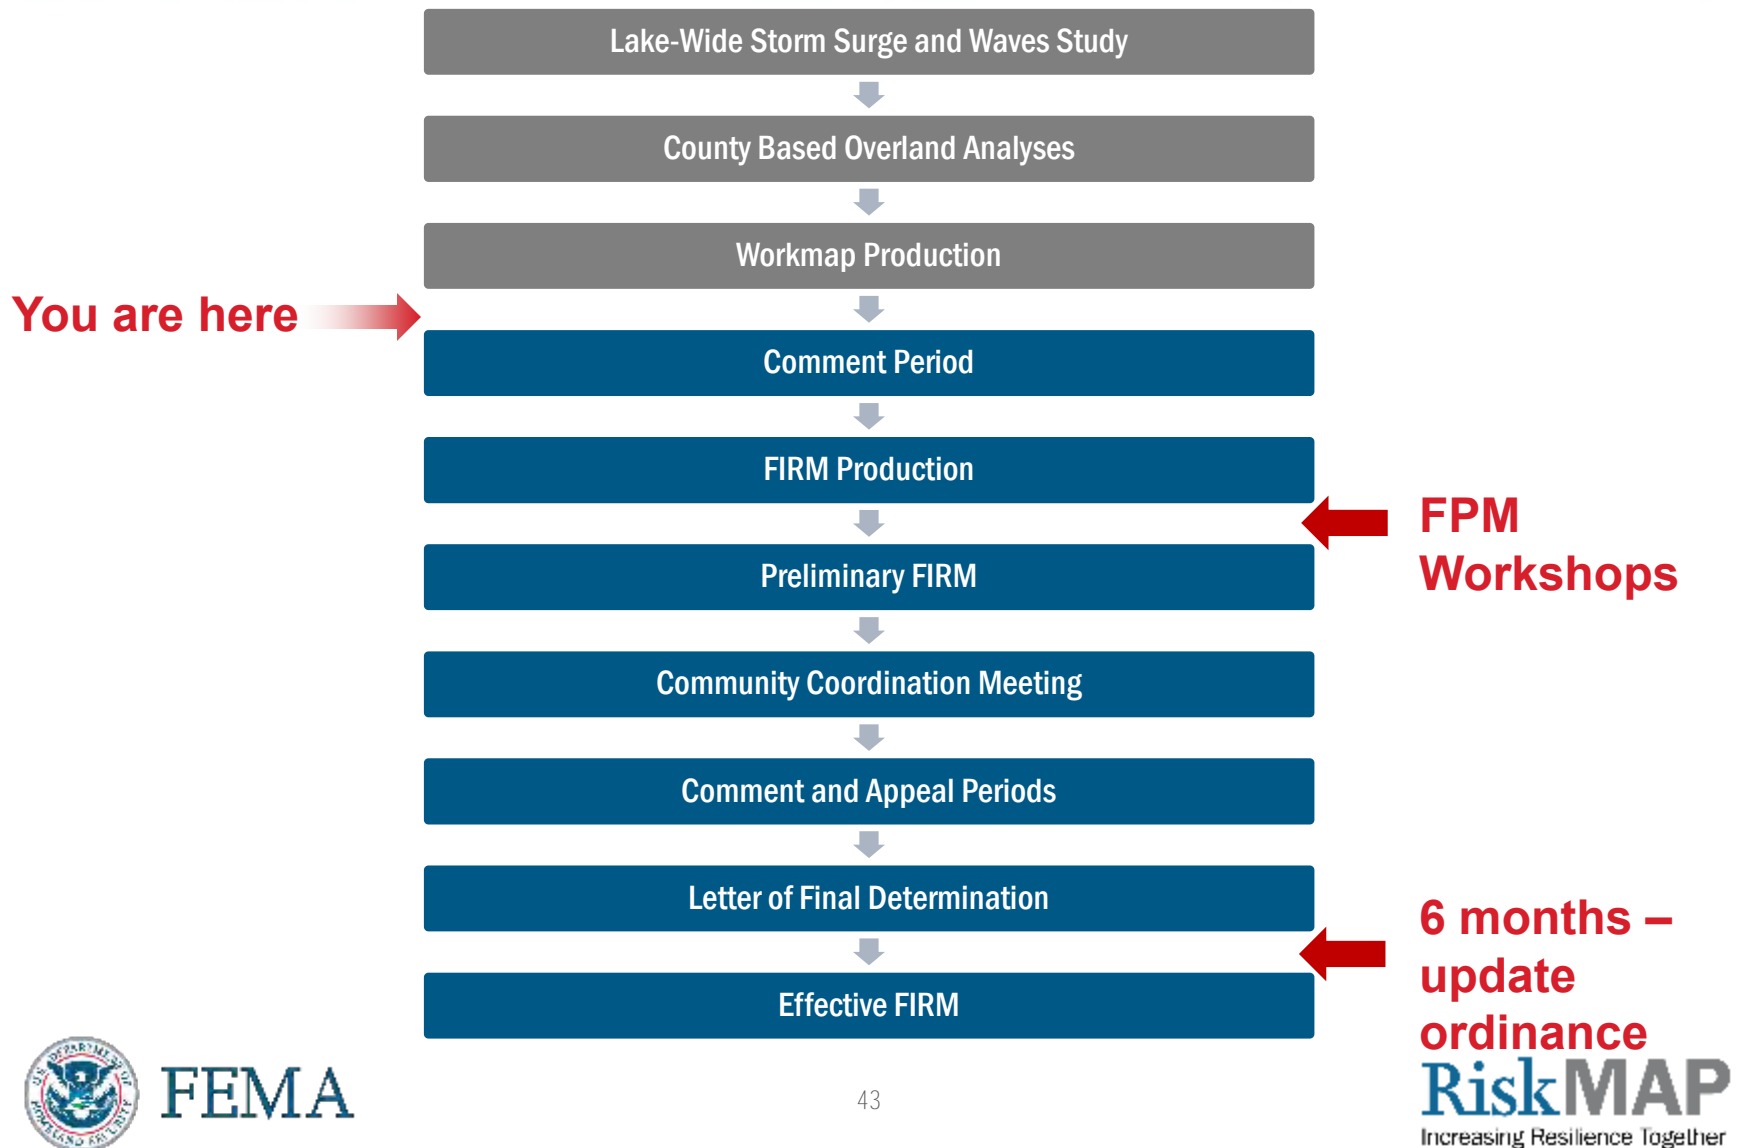 Lake-Wide Storm Surge and Waves Study
County Based Overland Analyses
Workmap Production
You are here
Comment Period
FIRM Production
FPM
Workshops
Preliminary FIRM
Community Coordination Meeting
Comment and Appeal Periods
Letter of Final Determination
6 months –
update
ordinance
Effective FIRM
FEMA
43
RiskMAP
Increasing Resilience Together